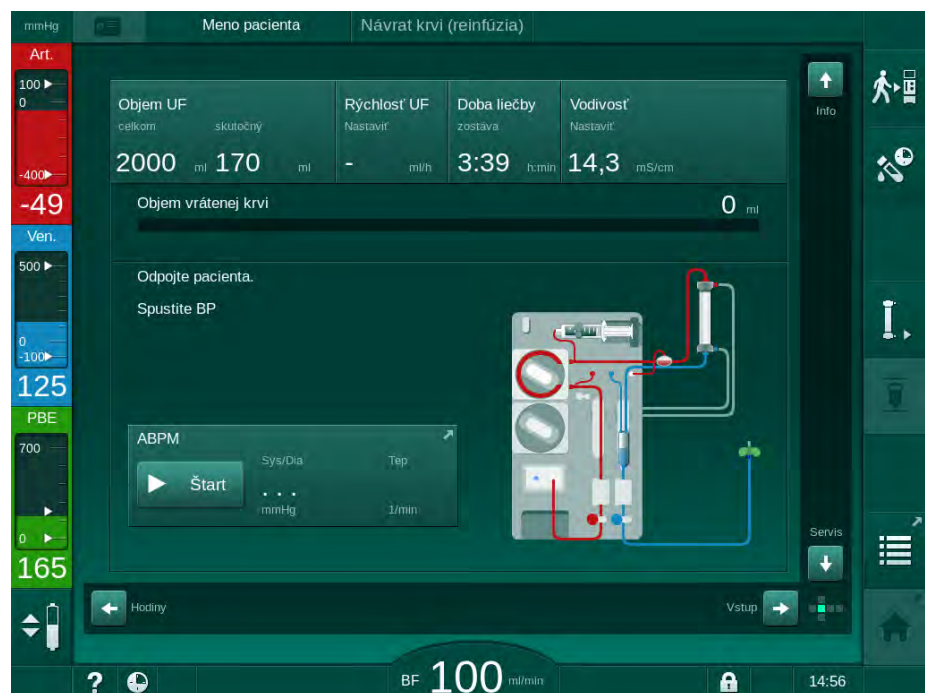 mmHg
Meno pacienta
Návrat krvi (reinfúzia)
Art.
100
0
-400
-49
Ven.
500
0
-100
125
PBE
700
0
165
Objem UF
celkom skutočný
2000 ml 170 ml
Rýchlosť UF
Nastaviť
- ml/h
Doba liečby
zostáva
3:39 h:min
Vodivosť
Nastaviť
14,3 mS/cm
Info
Objem vrátenej krvi 0 ml
Odpojte pacienta.
Spustite BP
ABPM
Štart
Sys/Dia Tep
. . .
mmHg 1/min
Servis
Hodiny
Vstup
? BF 100 ml/min 14:56